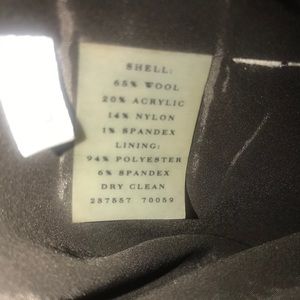 SHELL:
65% WOOL
20% ACRYLIC
14% NYLON
1% SPANDEX
LINING:
94% POLYESTER
6% SPANDEX
DRY CLEAN
237557 70059